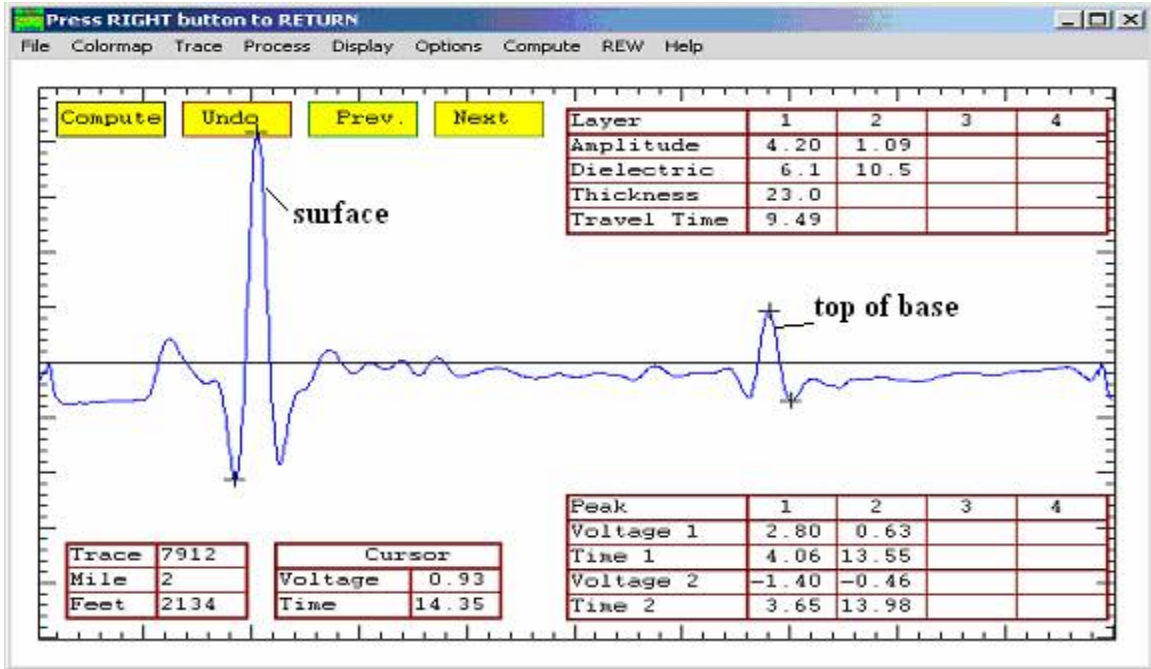 Press RIGHT button to RETURN
File Colormap Trace Process Display Options Compute REW Help
Compute Undo Prev. Next
Layer 1 2 3 4
Amplitude 4.20 1.09
Dielectric 6.1 10.5
Thickness 23.0
Travel Time 9.49
surface
top of base
Peak 1 2 3 4
Voltage 1 2.80 0.63
Time 1 4.06 13.55
Voltage 2 -1.40 -0.46
Time 2 3.65 13.98
Trace 7912
Mile 2
Feet 2134
Cursor
Voltage 0.93
Time 14.35